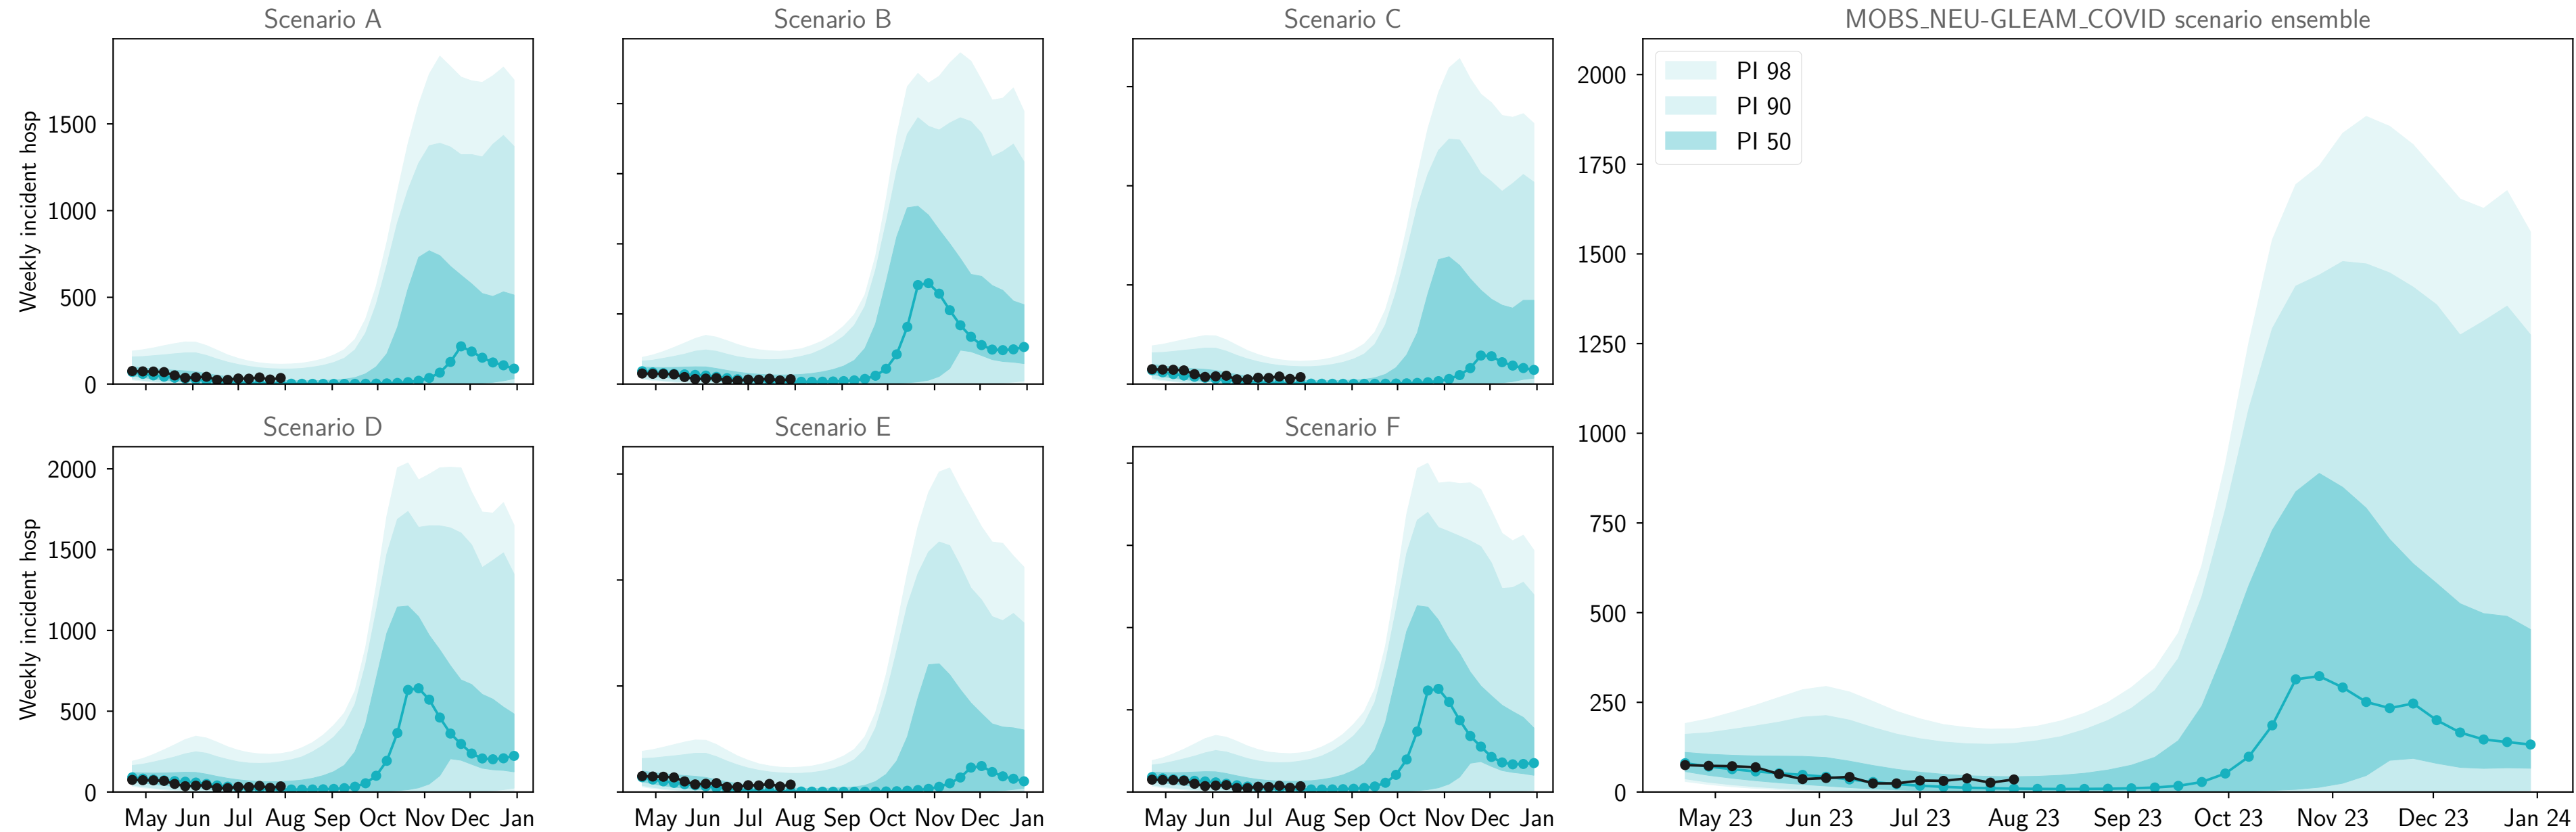 Scenario A
Scenario B
Scenario C
MOBS_NEU-GLEAM_COVID scenario ensemble
Weekly incident hosp
1500
1000
500
0
PI 98
PI 90
PI 50
2000
1750
1500
1250
1000
750
500
250
0
Scenario D
Scenario E
Scenario F
Weekly incident hosp
2000
1500
1000
500
0
May Jun Jul Aug Sep Oct Nov Dec Jan
May Jun Jul Aug Sep Oct Nov Dec Jan
May Jun Jul Aug Sep Oct Nov Dec Jan
May 23 Jun 23 Jul 23 Aug 23 Sep 23 Oct 23 Nov 23 Dec 23 Jan 24